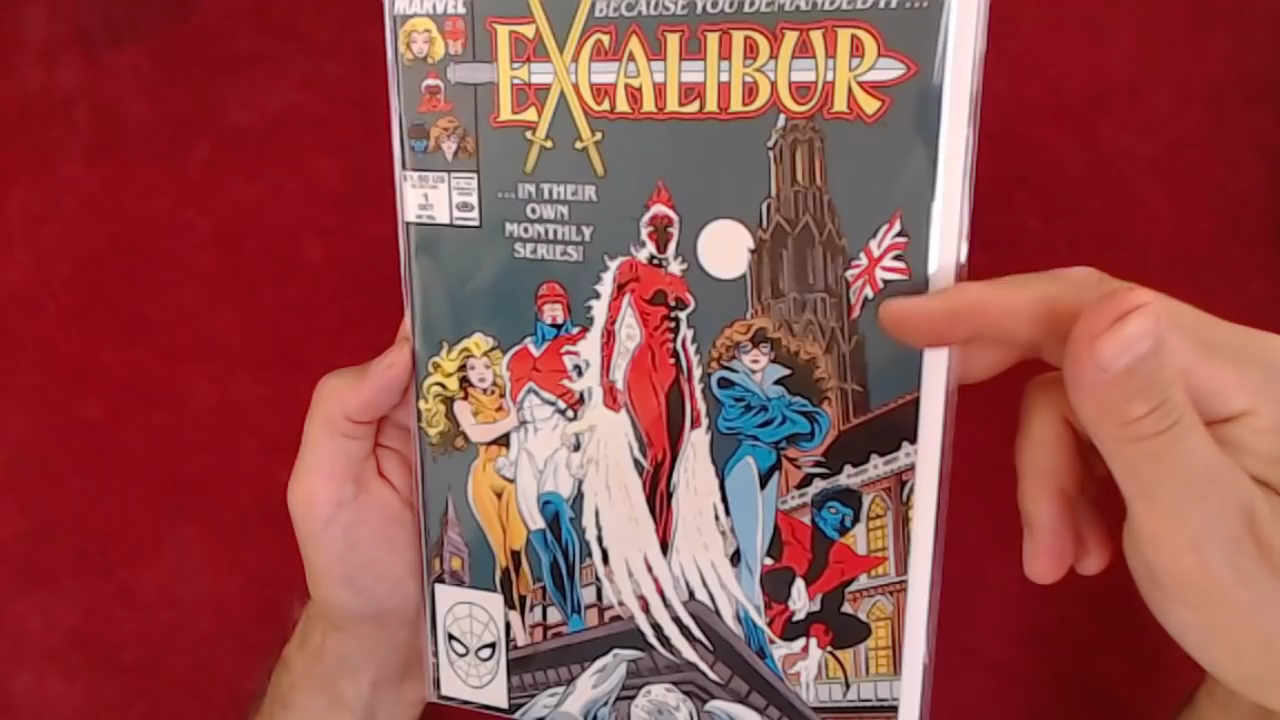 MARVEL
BECAUSE YOU DEMANDED IT...
EXCALIBUR
$1.50 US
1
OCT
...IN THEIR
OWN
MONTHLY
SERIES!